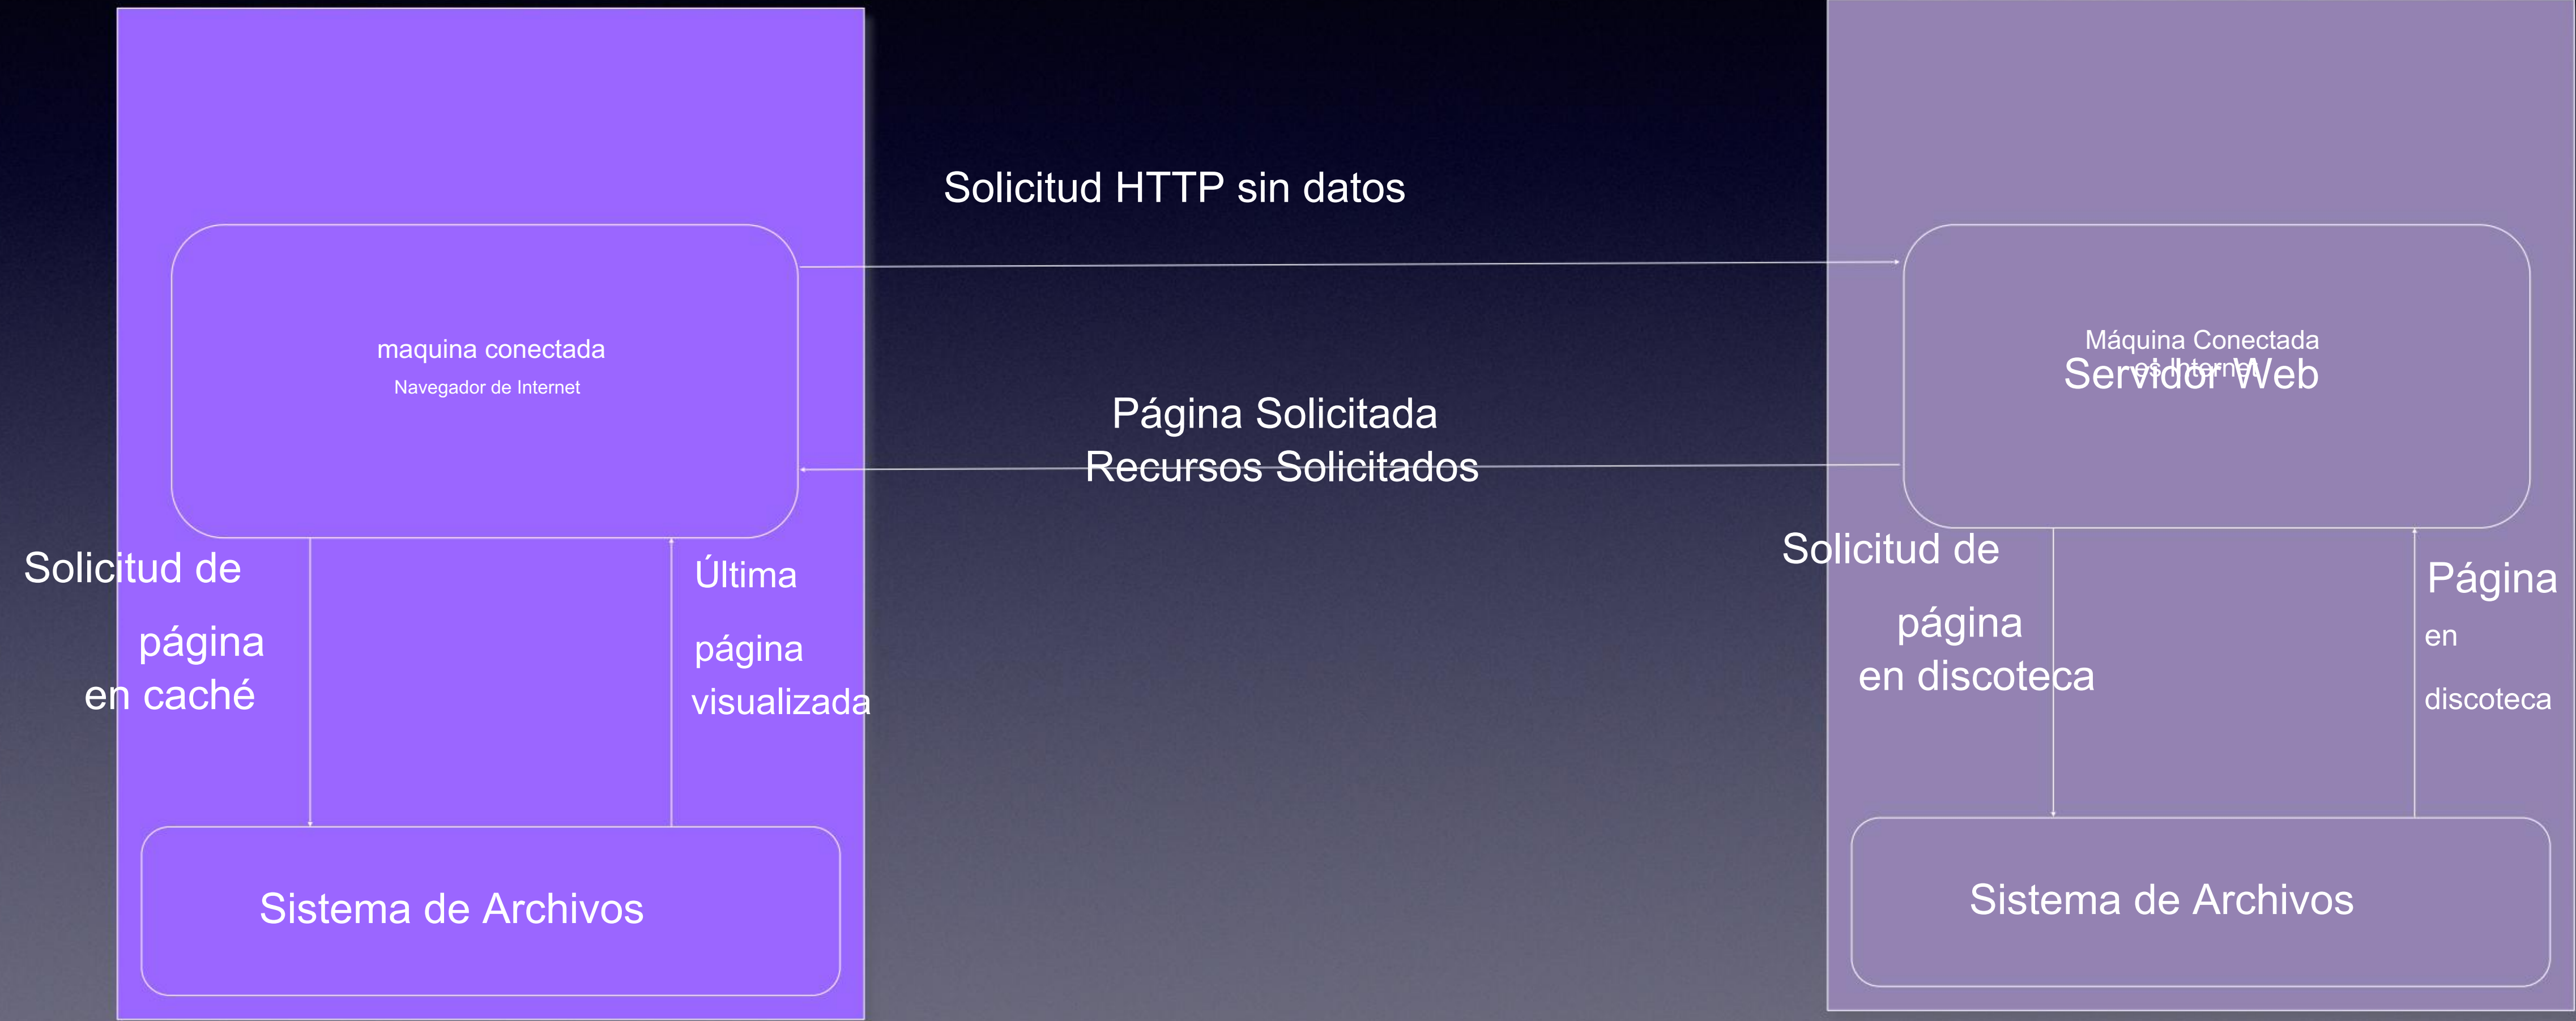 Solicitud HTTP sin datos
maquina conectada
Navegador de Internet
Página Solicitada
Recursos Solicitados
Máquina Conectada
es Internet
Servidor Web
Solicitud de
página
en caché
Última
página
visualizada
Solicitud de
página
en discoteca
Página
en
discoteca
Sistema de Archivos
Sistema de Archivos